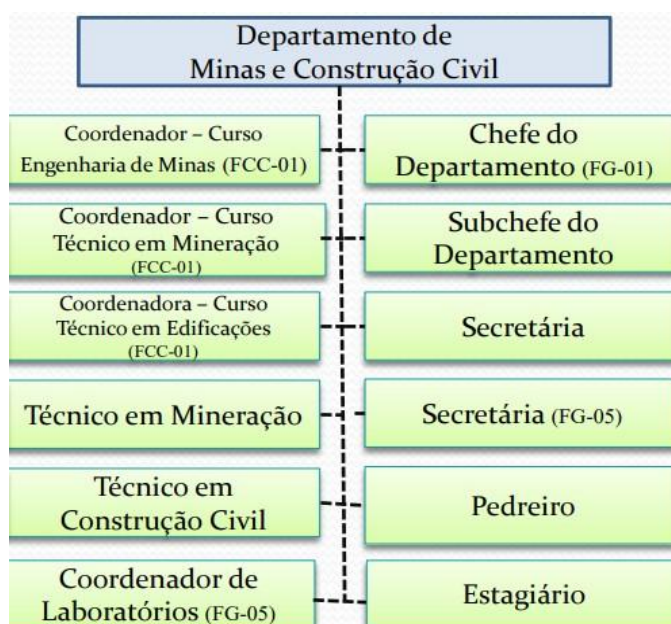 Departamento de
Minas e Construção Civil
Coordenador – Curso
Engenharia de Minas (FCC-01)
Chefe do
Departamento (FG-01)
Coordenador – Curso
Técnico em Mineração
(FCC-01)
Subchefe do
Departamento
Coordenadora – Curso
Técnico em Edificações
(FCC-01)
Secretária
Técnico em Mineração
Secretária (FG-05)
Técnico em
Construção Civil
Pedreiro
Coordenador de
Laboratórios (FG-05)
Estagiário